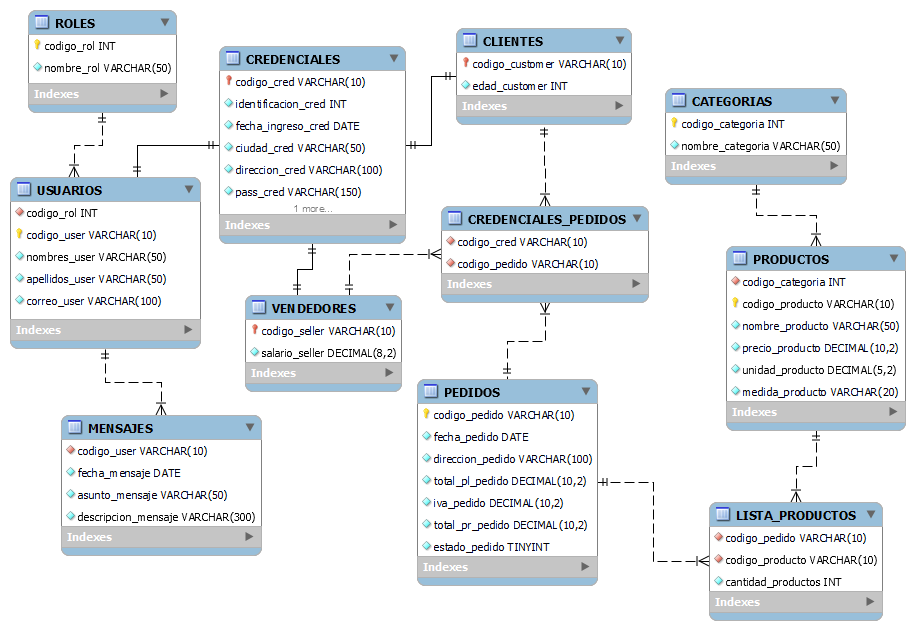 ROLES
codigo_rol INT
nombre_rol VARCHAR(50)
Indexes
CREDENCIALES
codigo_cred VARCHAR(10)
identificacion_cred INT
fecha_ingreso_cred DATE
ciudad_cred VARCHAR(50)
direccion_cred VARCHAR(100)
pass_cred VARCHAR(150)
1 more...
Indexes
CLIENTES
codigo_customer VARCHAR(10)
edad_customer INT
Indexes
CATEGORIAS
codigo_categoria INT
nombre_categoria VARCHAR(50)
Indexes
USUARIOS
codigo_rol INT
codigo_user VARCHAR(10)
nombres_user VARCHAR(50)
apellidos_user VARCHAR(50)
correo_user VARCHAR(100)
Indexes
CREDENCIALES_PEDIDOS
codigo_cred VARCHAR(10)
codigo_pedido VARCHAR(10)
Indexes
PRODUCTOS
codigo_categoria INT
codigo_producto VARCHAR(10)
nombre_producto VARCHAR(50)
precio_producto DECIMAL(10,2)
unidad_producto DECIMAL(5,2)
medida_producto VARCHAR(20)
Indexes
VENDEDORES
codigo_seller VARCHAR(10)
salario_seller DECIMAL(8,2)
Indexes
MENSAJES
codigo_user VARCHAR(10)
fecha_mensaje DATE
asunto_mensaje VARCHAR(50)
descripcion_mensaje VARCHAR(300)
Indexes
PEDIDOS
codigo_pedido VARCHAR(10)
fecha_pedido DATE
direccion_pedido VARCHAR(100)
total_pl_pedido DECIMAL(10,2)
iva_pedido DECIMAL(10,2)
total_pr_pedido DECIMAL(10,2)
estado_pedido TINYINT
Indexes
LISTA_PRODUCTOS
codigo_pedido VARCHAR(10)
codigo_producto VARCHAR(10)
cantidad_productos INT
Indexes